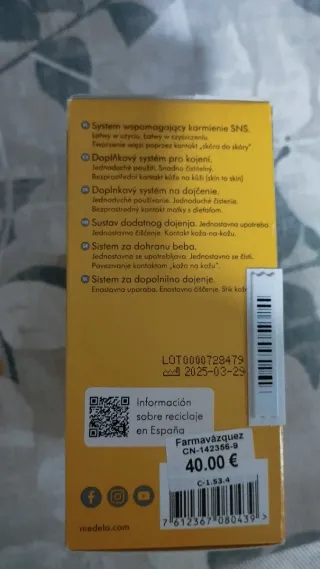 System wspomagający karmienie SNS.
Łatwy w użyciu. Łatwy w czyszczeniu.
Tworzenie więzi poprzez kontakt „skóra do skóry”
Doplňkový systém pro kojení.
Jednoduché použití. Snadno čistitelný.
Bezprostřední kontakt kůže na kůži (skin to skin)
Doplnkový systém na dojčenie.
Jednoduché používanie. Jednoduché čistenie.
Bezprostredný kontakt matky s dieťaťom.
Sustav dodatnog dojenja. Jednostavna upotreba.
Jednostavno čišćenje. Kontakt koža-na-kožu.
Sistem za dohranu beba.
Jednostavno se upotrebljava. Jednostavno se čisti.
Povezivanje kontaktom „koža na kožu”.
Sistem za dopolnilno dojenje.
Enostavna uporaba. Enostavno čiščenje. Stik
LOT0000728479
2025-03-29
Información
sobre reciclaje
en España
Farmavázquez
CN-142356-9
40.00 €
C-1.53.4
7 612367 080439 >
medela.com